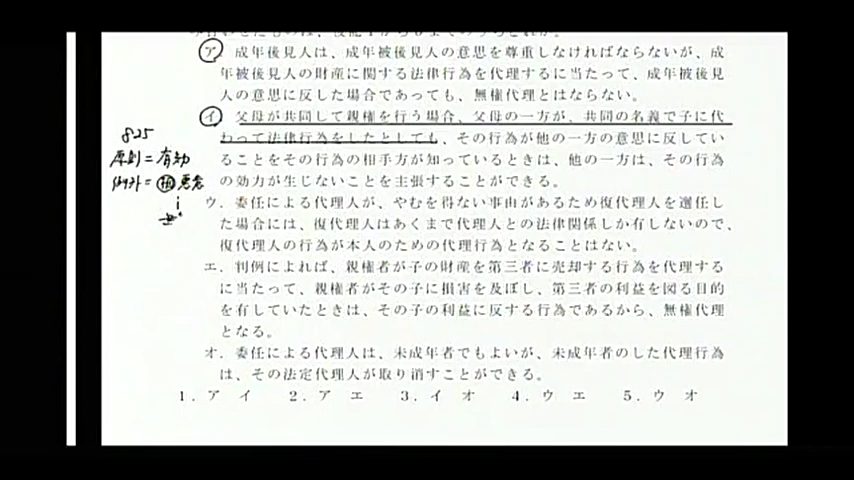 ア 成年後見人は、成年被後見人の意思を尊重しなければならないが、成
年被後見人の財産に関する法律行為を代理するに当たって、成年被後見
人の意思に反した場合であっても、無権代理とはならない。
イ 父母が共同して親権を行う場合、父母の一方が、共同の名義で子に代
わって法律行為をしたとしても、その行為が他の一方の意思に反してい
ることをその行為の相手方が知っているときは、他の一方は、その行為
の効力が生じないことを主張することができる。
825
原則=有効
例外=相悪意
↓
ウ．委任による代理人が、やむを得ない事由があるため復代理人を選任し
た場合には、復代理人はあくまで代理人との法律関係しか有しないので、
復代理人の行為が本人のための代理行為となることはない。
エ．判例によれば、親権者が子の財産を第三者に売却する行為を代理する
に当たって、親権者がその子に損害を及ぼし、第三者の利益を図る目的
を有していたときは、その子の利益に反する行為であるから、無権代理
となる。
オ．委任による代理人は、未成年者でもよいが、未成年者のした代理行為
は、その法定代理人が取り消すことができる。
1．ア イ 2．ア エ 3．イ オ 4．ウ エ 5．ウ オ